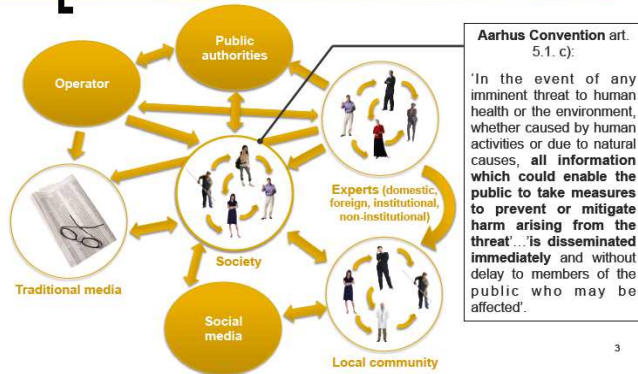 Public
authorities
Operator
Experts (domestic,
foreign, institutional,
non-institutional)
Society
Traditional media
Social
media
Local community
Aarhus Convention art.
5.1. c):
'In the event of any
imminent threat to human
health or the environment,
whether caused by human
activities or due to natural
causes, all information
which could enable the
public to take measures
to prevent or mitigate
harm arising from the
threat'…'is disseminated
immediately and without
delay to members of the
public who may be
affected'.
3